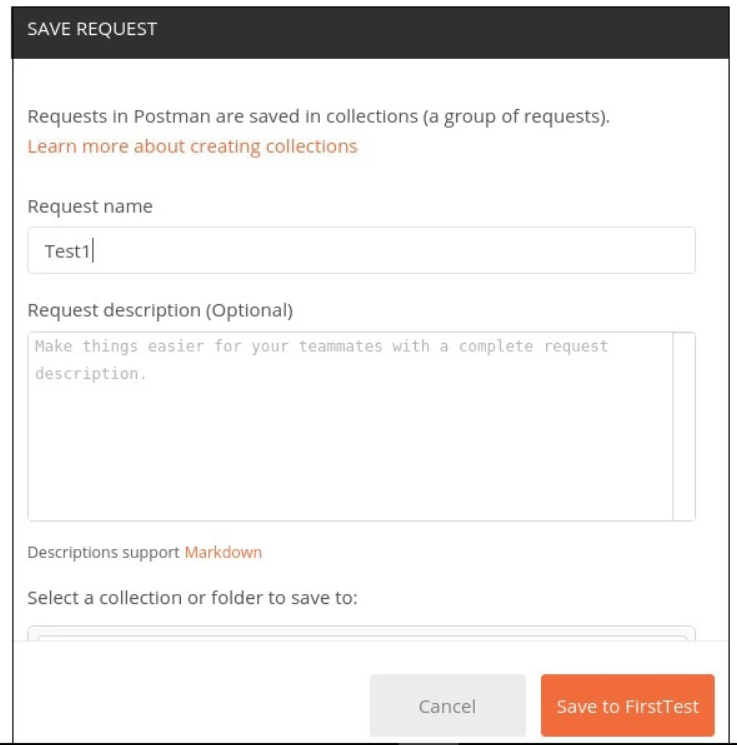 SAVE REQUEST
Requests in Postman are saved in collections (a group of requests).
Learn more about creating collections
Request name
Test1
Request description (Optional)
Make things easier for your teammates with a complete request
description.
Descriptions support Markdown
Select a collection or folder to save to:
Cancel
Save to FirstTest